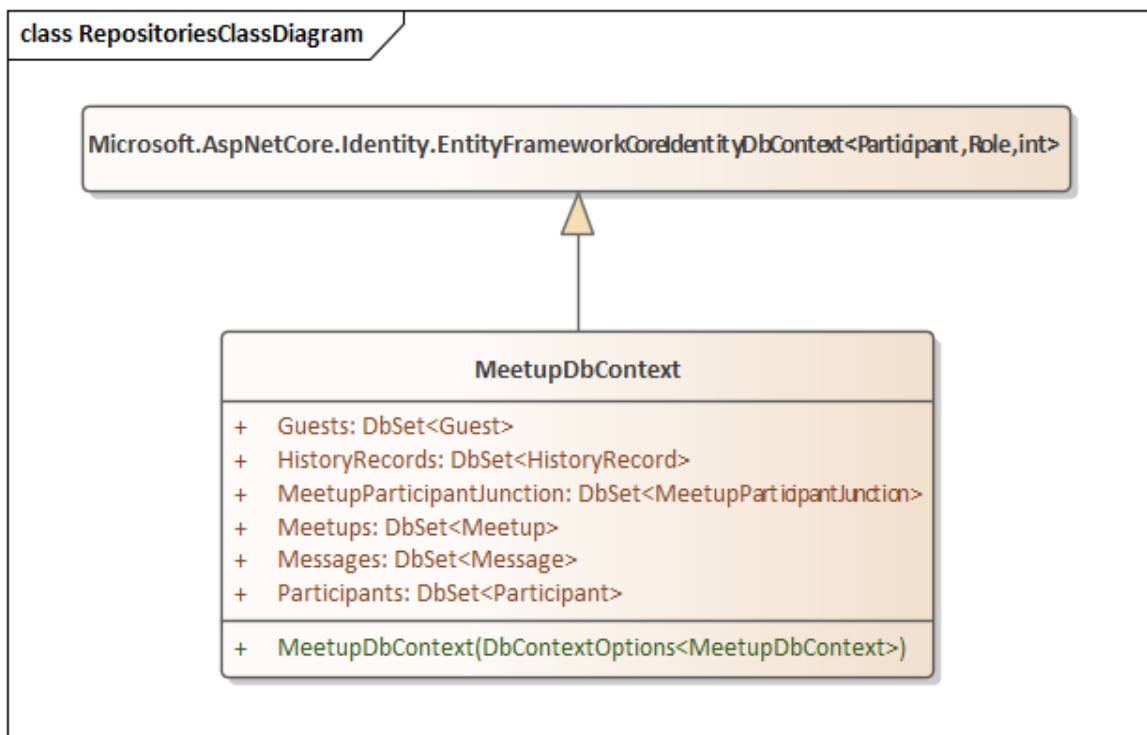 class RepositoriesClassDiagram
Microsoft.AspNetCore.Identity.EntityFrameworkCoreIdentityDbContext<Participant,Role,int>
MeetupDbContext
+ Guests: DbSet<Guest>
+ HistoryRecords: DbSet<HistoryRecord>
+ MeetupParticipantJunction: DbSet<MeetupParticipantJunction>
+ Meetups: DbSet<Meetup>
+ Messages: DbSet<Message>
+ Participants: DbSet<Participant>
+ MeetupDbContext(DbContextOptions<MeetupDbContext>)